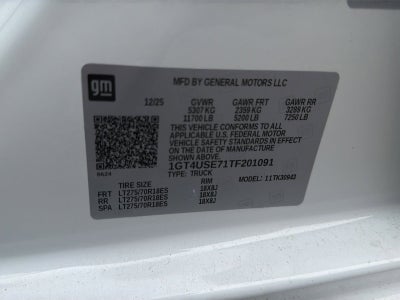 gm
MFD BY GENERAL MOTORS LLC
12/25 GVWR GAWR FRT GAWR RR
5307 KG 2359 KG 3289 KG
11700 LB 5200 LB 7250 LB
THIS VEHICLE CONFORMS TO ALL
APPLICABLE U.S. FEDERAL MOTOR
VEHICLE SAFETY STANDARDS IN EFFECT
ON THE DATE OF MANUFACTURE SHOWN ABOVE.
1GT4USE71TF201091
TYPE: TRUCK MODEL: 11TK30943
TIRE SIZE RIM
FRT LT275/70R18ES 18X8J
RR LT275/70R18ES 18X8J
SPA LT275/70R18ES 18X8J